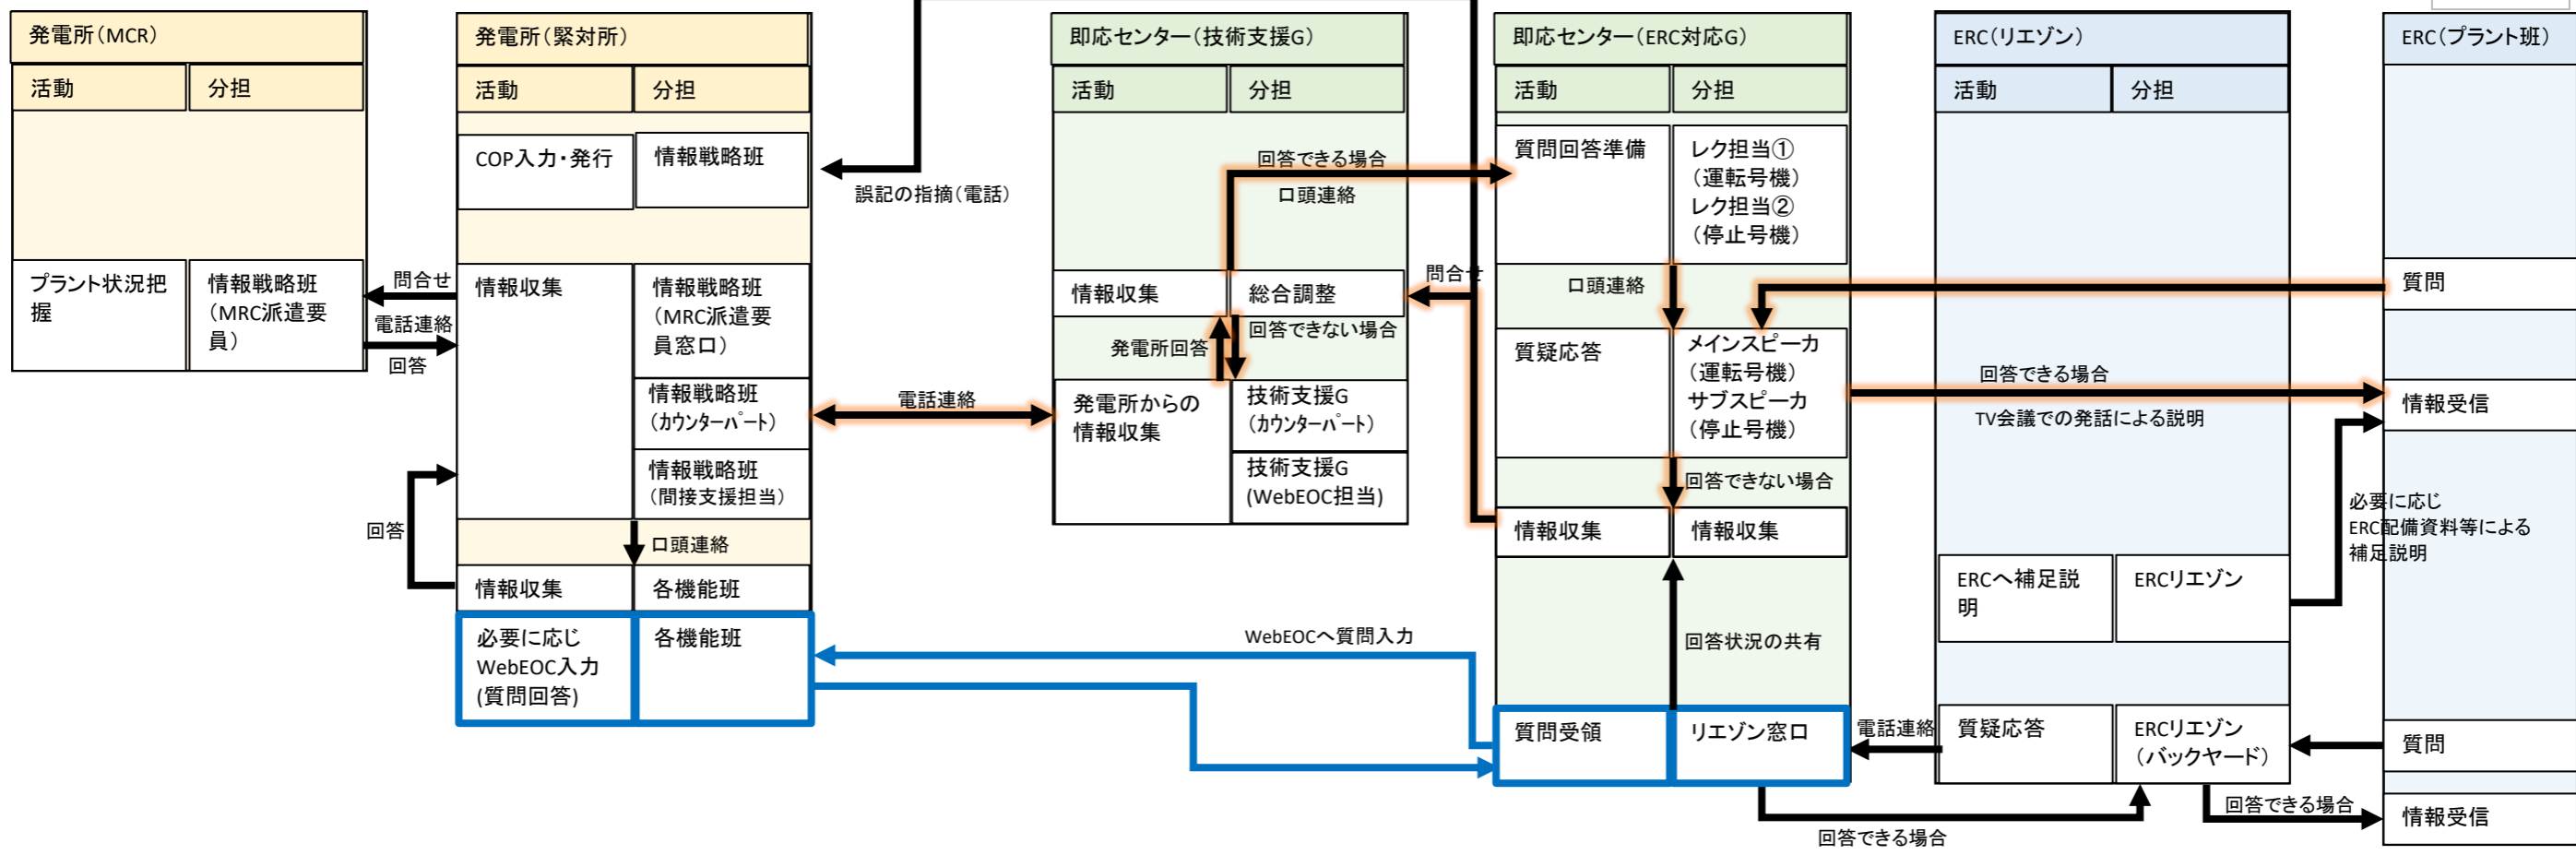 発電所（MCR）
活動
分担
プラント状況把
握
情報戦略班
（MRC派遣要
員）
問合せ
電話連絡
回答
発電所（緊対所）
活動
分担
COP入力・発行
情報戦略班
情報収集
情報戦略班
（MRC派遣要
員窓口）
情報戦略班
（カウンターパート）
情報戦略班
（間接支援担当）
回答
口頭連絡
情報収集
各機能班
必要に応じ
WebEOC入力
(質問回答)
各機能班
誤記の指摘（電話）
電話連絡
即応センター（技術支援G）
活動
分担
回答できる場合
口頭連絡
情報収集
総合調整
問合せ
発電所回答
回答できない場合
発電所からの
情報収集
技術支援G
（カウンターパート）
技術支援G
(WebEOC担当)
WebEOCへ質問入力
即応センター（ERC対応G）
活動
分担
質問回答準備
レク担当①
（運転号機）
レク担当②
（停止号機）
口頭連絡
質疑応答
メインスピーカ
（運転号機）
サブスピーカ
（停止号機）
回答できない場合
情報収集
情報収集
回答状況の共有
質問受領
リエゾン窓口
電話連絡
回答できる場合
ERC（リエゾン）
活動
分担
回答できる場合
TV会議での発話による説明
ERCへ補足説
明
ERCリエゾン
質疑応答
ERCリエゾン
（バックヤード）
回答できる場合
ERC（プラント班）
質問
情報受信
必要に応じ
ERC配備資料等による
補足説明
質問
情報受信